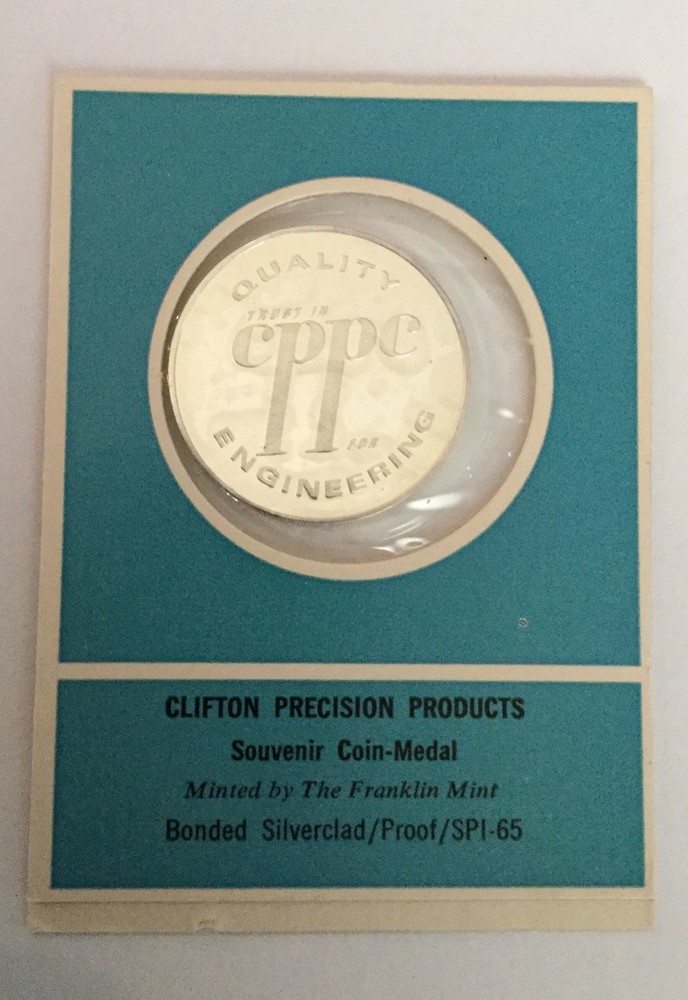 QUALITY
TRUST IN
cppc
FOR
ENGINEERING
CLIFTON PRECISION PRODUCTS
Souvenir Coin-Medal
Minted by The Franklin Mint
Bonded Silverclad/Proof/SPI-65